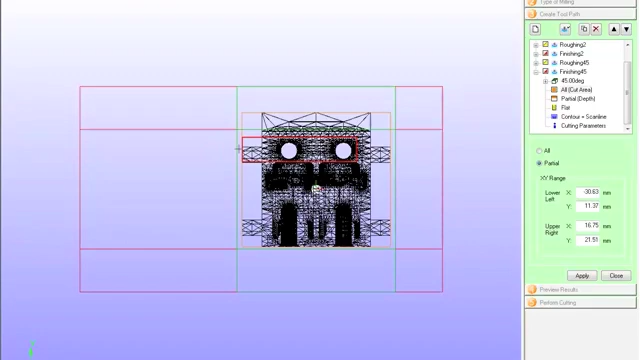 Type of Milling
Create Tool Path
Roughing2
Finishing2
Roughing45
Finishing45
45.00deg
All (Cut Area)
Partial (Depth)
Flat
Contour + Scanline
Cutting Parameters
All
Partial
XY Range
Lower Left X: -30.63 mm
Y: 11.37 mm
Upper Right X: 16.75 mm
Y: 21.51 mm
Apply Close
Preview Results
Perform Cutting